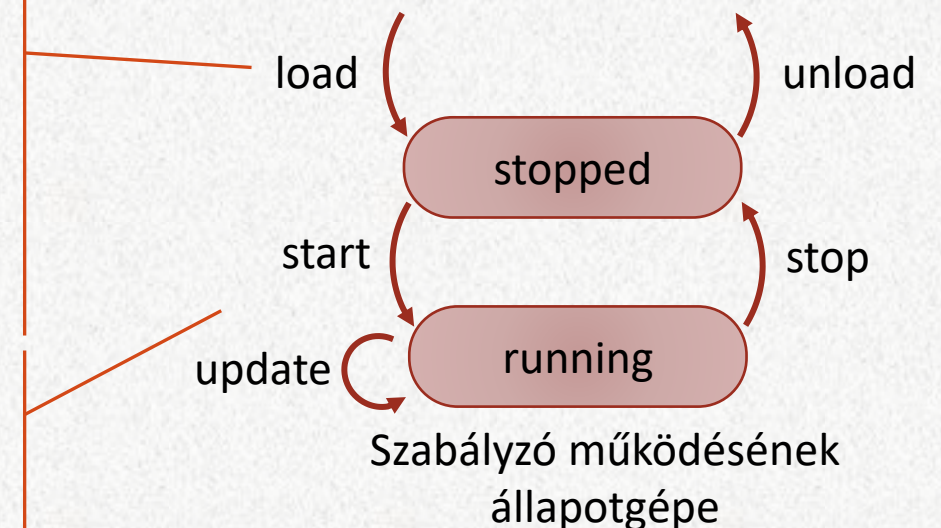 load
unload
stopped
start
stop
update
running
Szabályzó működésének
állapotgépe